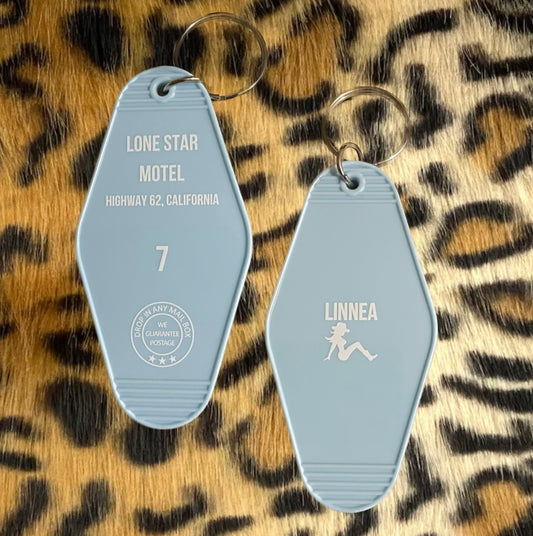 LONE STAR
MOTEL
HIGHWAY 62, CALIFORNIA
7
DROP IN ANY MAIL BOX
WE
GUARANTEE
POSTAGE
LINNEA